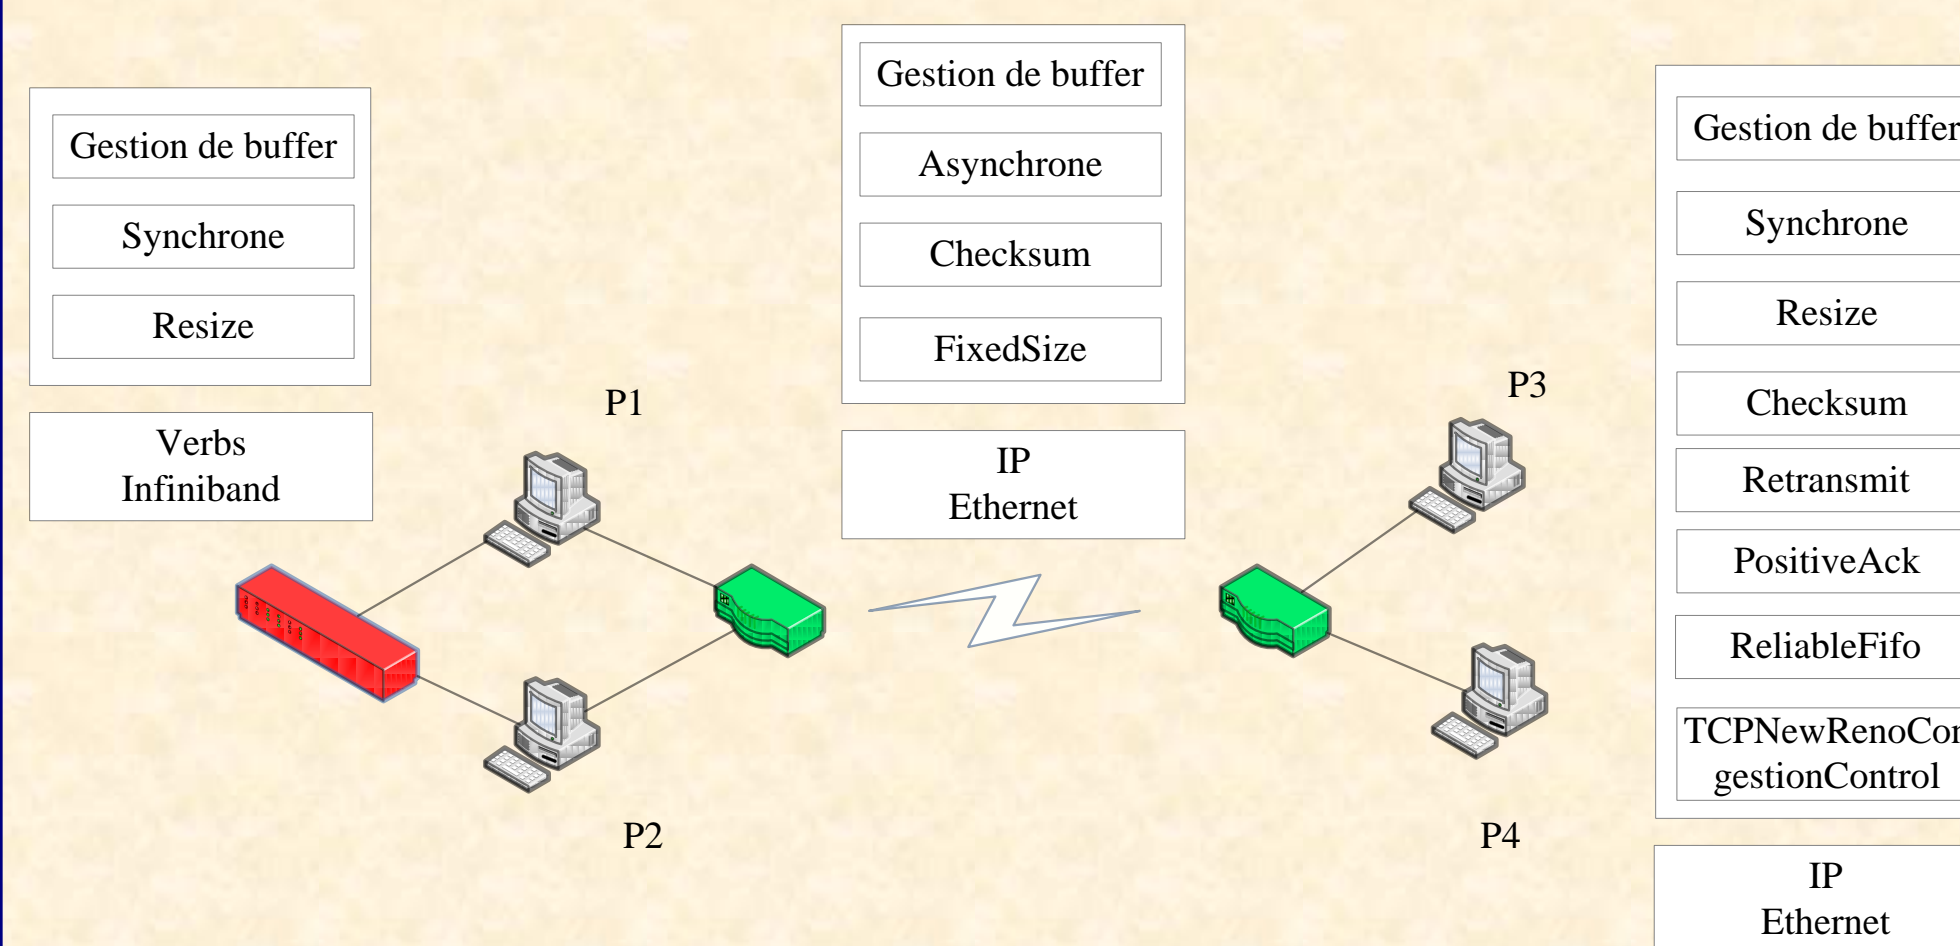 Gestion de buffer
Synchrone
Resize
Verbs
Infiniband
P1
P2
Gestion de buffer
Asynchrone
Checksum
FixedSize
IP
Ethernet
P3
P4
Gestion de buffer
Synchrone
Resize
Checksum
Retransmit
PositiveAck
ReliableFifo
TCPNewRenoCon
gestionControl
IP
Ethernet